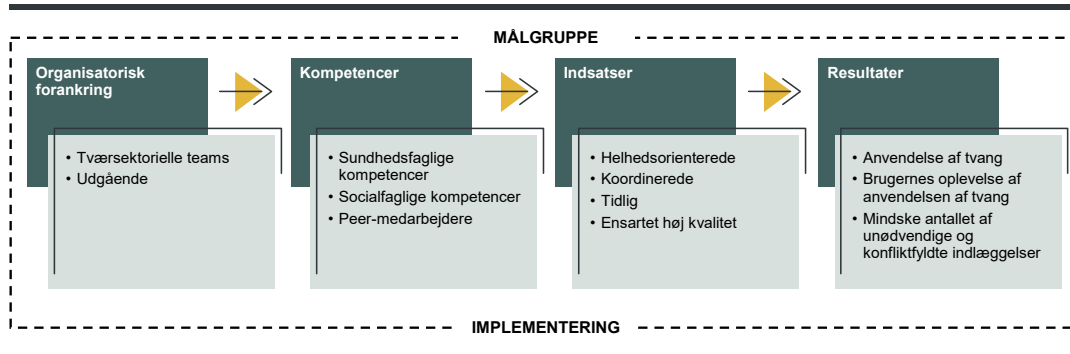 MÅLGRUPPE
Organisatorisk
forankring
• Tværsektorielle teams
• Udgående
Kompetencer
• Sundhedsfaglige
kompetencer
• Socialfaglige kompetencer
• Peer-medarbejdere
Indsatser
• Helhedsorienterede
• Koordinerede
• Tidlig
• Ensartet høj kvalitet
Resultater
• Anvendelse af tvang
• Brugernes oplevelse af
anvendelsen af tvang
• Mindske antallet af
unødvendige og
konfliktfyldte indlæggelser
IMPLEMENTERING